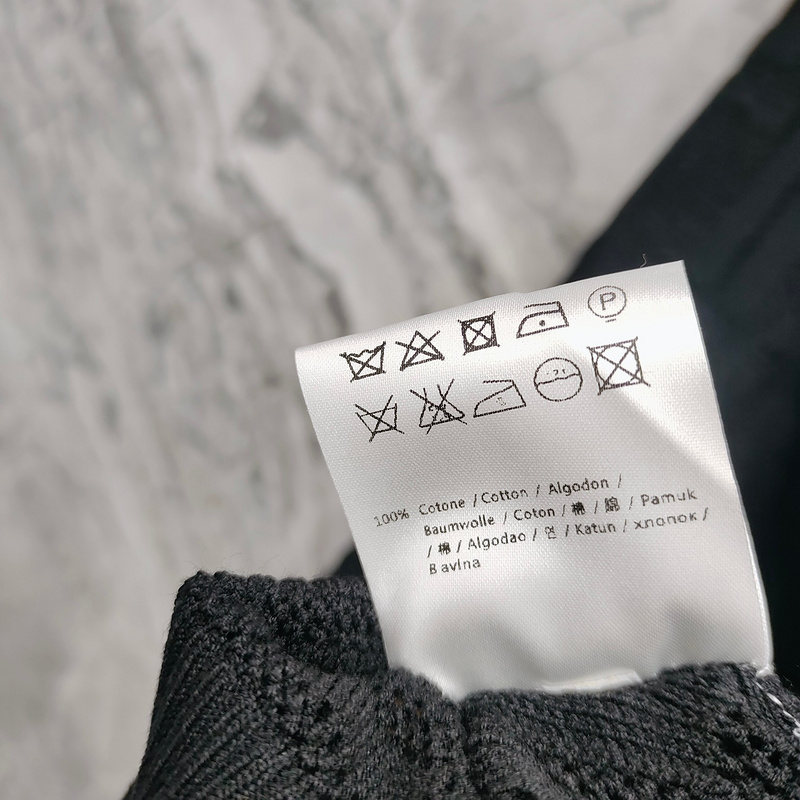 P
100% Cotone / Cotton / Algodon /
Baumwolle / Coton / 棉 / 綿 / Pamuk
/ 棉 / Algodao / 면 / Katun / хлопок /
Bavlna